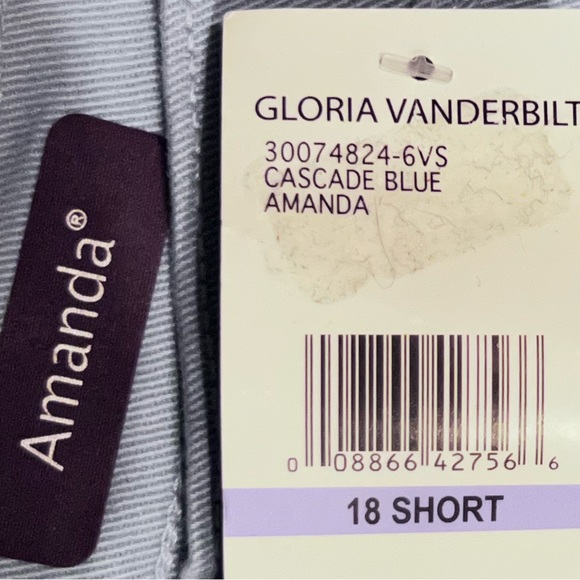 Amanda®
GLORIA VANDERBILT
30074824-6VS
CASCADE BLUE
AMANDA
0 08866 42756 6
18 SHORT